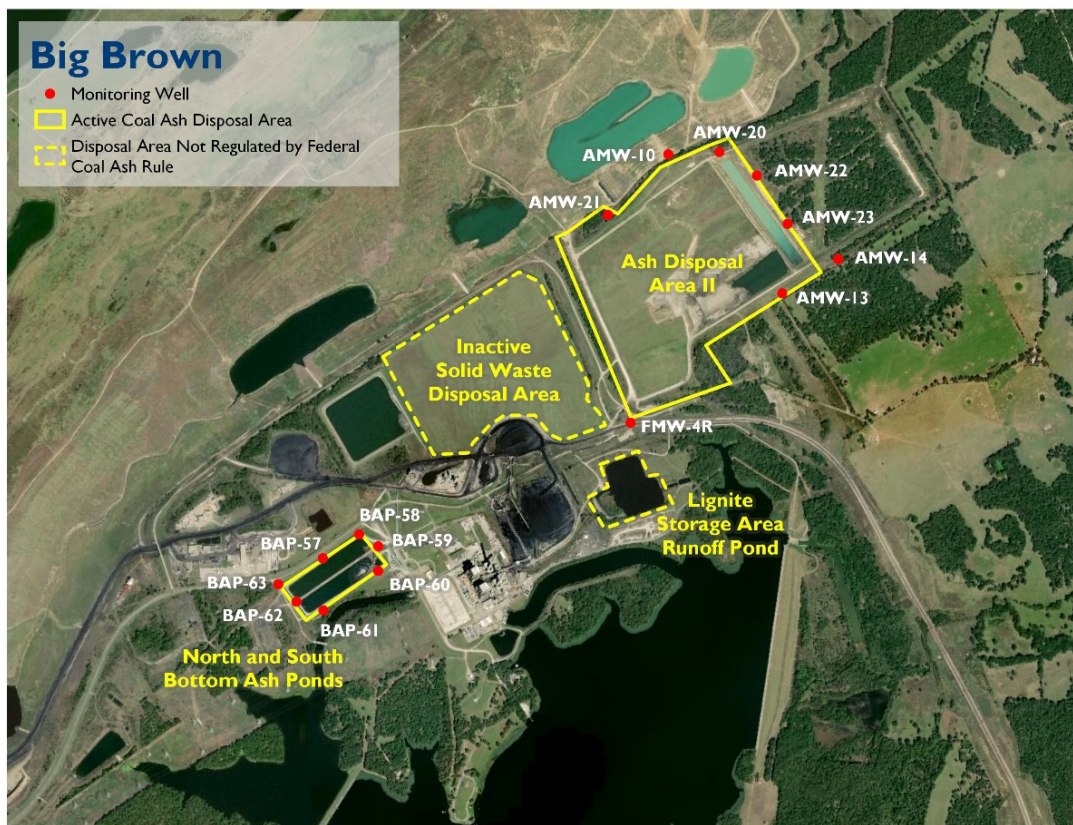 Big Brown
Monitoring Well
Active Coal Ash Disposal Area
Disposal Area Not Regulated by Federal
Coal Ash Rule
AMW-20
AMW-10
AMW-22
AMW-21
AMW-23
AMW-14
Ash Disposal
Area II
AMW-13
Inactive
Solid Waste
Disposal Area
FMW-4R
Lignite
Storage Area
Runoff Pond
BAP-58
BAP-57
BAP-59
BAP-63
BAP-60
BAP-62
BAP-61
North and South
Bottom Ash Ponds